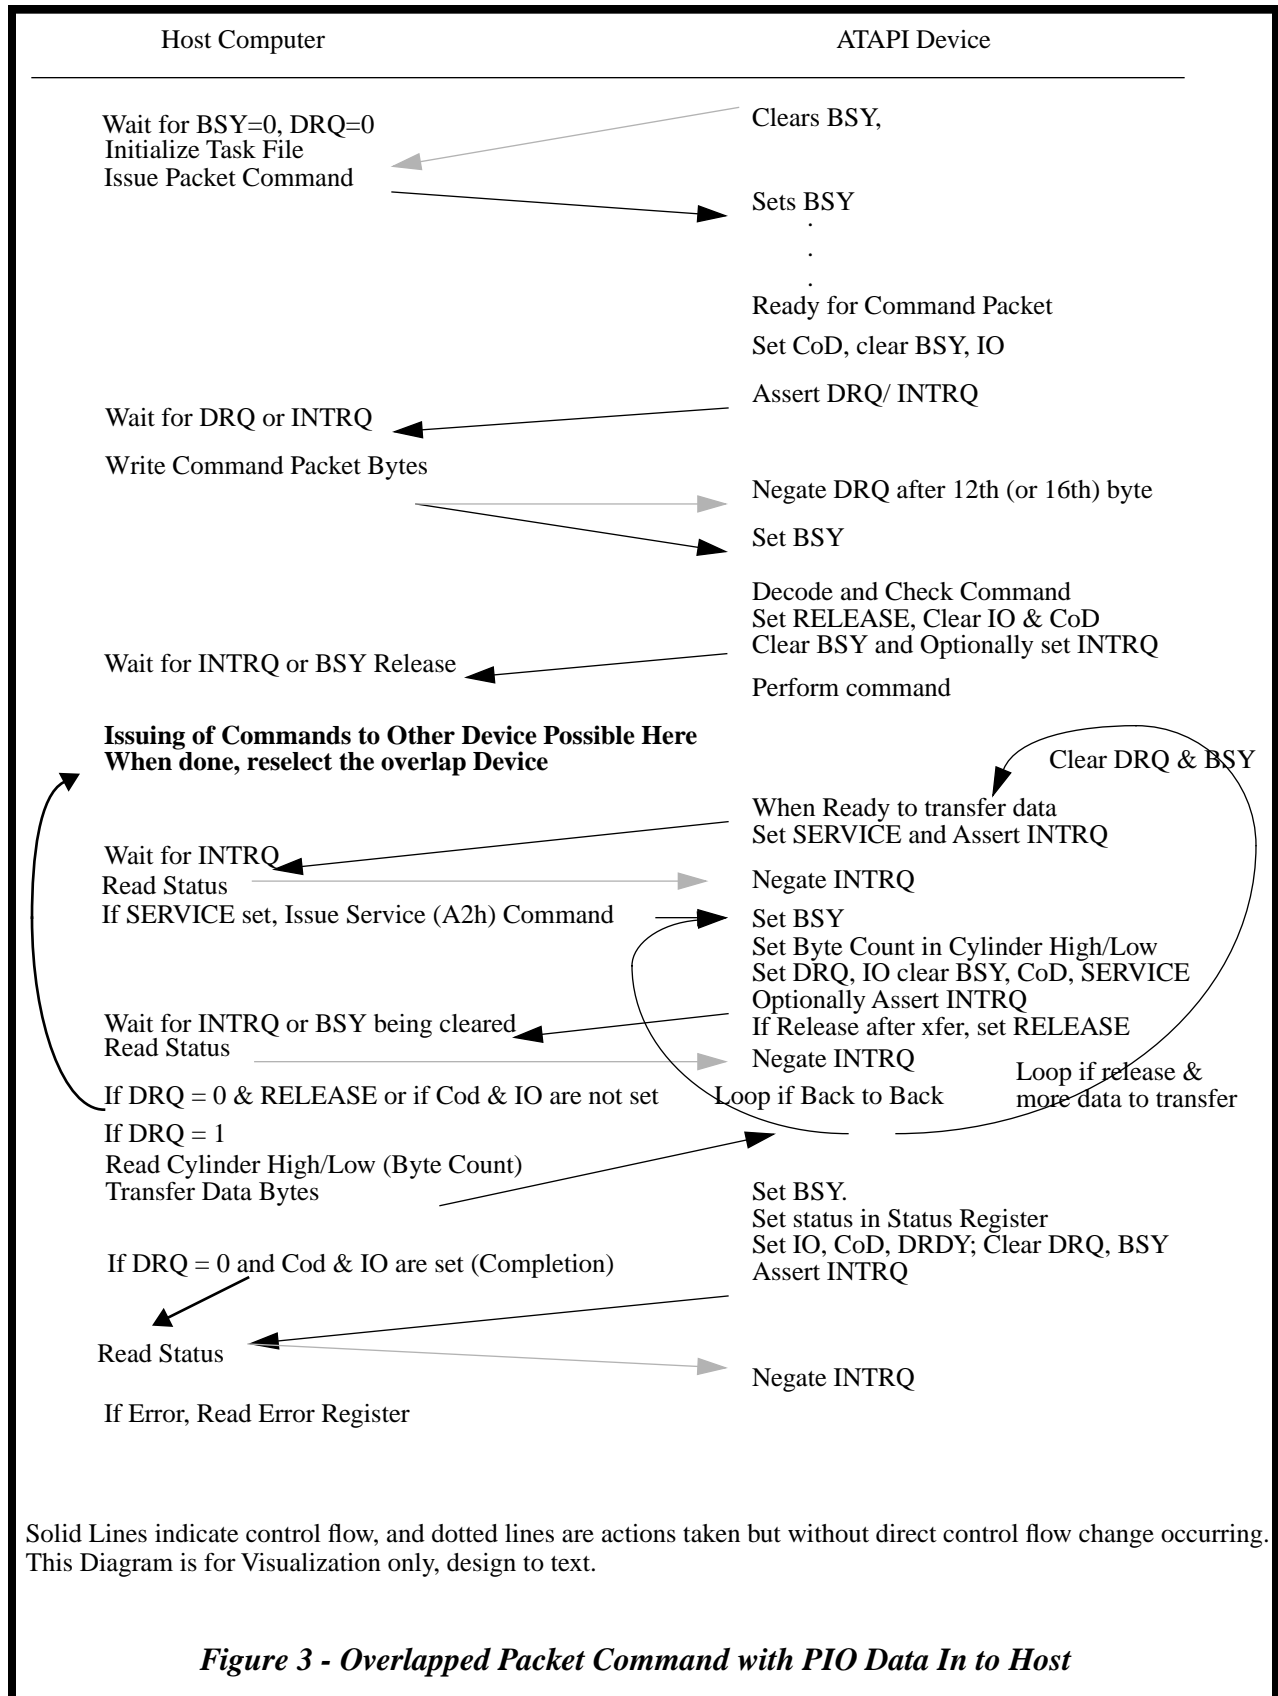 Host Computer
ATAPI Device
Clears BSY,
Wait for BSY=0, DRQ=0
Initialize Task File
Issue Packet Command
Sets BSY
.
.
.
Ready for Command Packet
Set CoD, clear BSY, IO
Assert DRQ/ INTRQ
Wait for DRQ or INTRQ
Write Command Packet Bytes
Negate DRQ after 12th (or 16th) byte
Set BSY
Decode and Check Command
Set RELEASE, Clear IO & CoD
Clear BSY and Optionally set INTRQ
Wait for INTRQ or BSY Release
Perform command
Issuing of Commands to Other Device Possible Here
When done, reselect the overlap Device
Clear DRQ & BSY
When Ready to transfer data
Set SERVICE and Assert INTRQ
Wait for INTRQ
Read Status
Negate INTRQ
If SERVICE set, Issue Service (A2h) Command
Set BSY
Set Byte Count in Cylinder High/Low
Set DRQ, IO clear BSY, CoD, SERVICE
Optionally Assert INTRQ
If Release after xfer, set RELEASE
Wait for INTRQ or BSY being cleared
Read Status
Negate INTRQ
Loop if release &
more data to transfer
If DRQ = 0 & RELEASE or if Cod & IO are not set
Loop if Back to Back
If DRQ = 1
Read Cylinder High/Low (Byte Count)
Transfer Data Bytes
Set BSY.
Set status in Status Register
Set IO, CoD, DRDY; Clear DRQ, BSY
Assert INTRQ
If DRQ = 0 and Cod & IO are set (Completion)
Read Status
Negate INTRQ
If Error, Read Error Register
Solid Lines indicate control flow, and dotted lines are actions taken but without direct control flow change occurring.
This Diagram is for Visualization only, design to text.
Figure 3 - Overlapped Packet Command with PIO Data In to Host